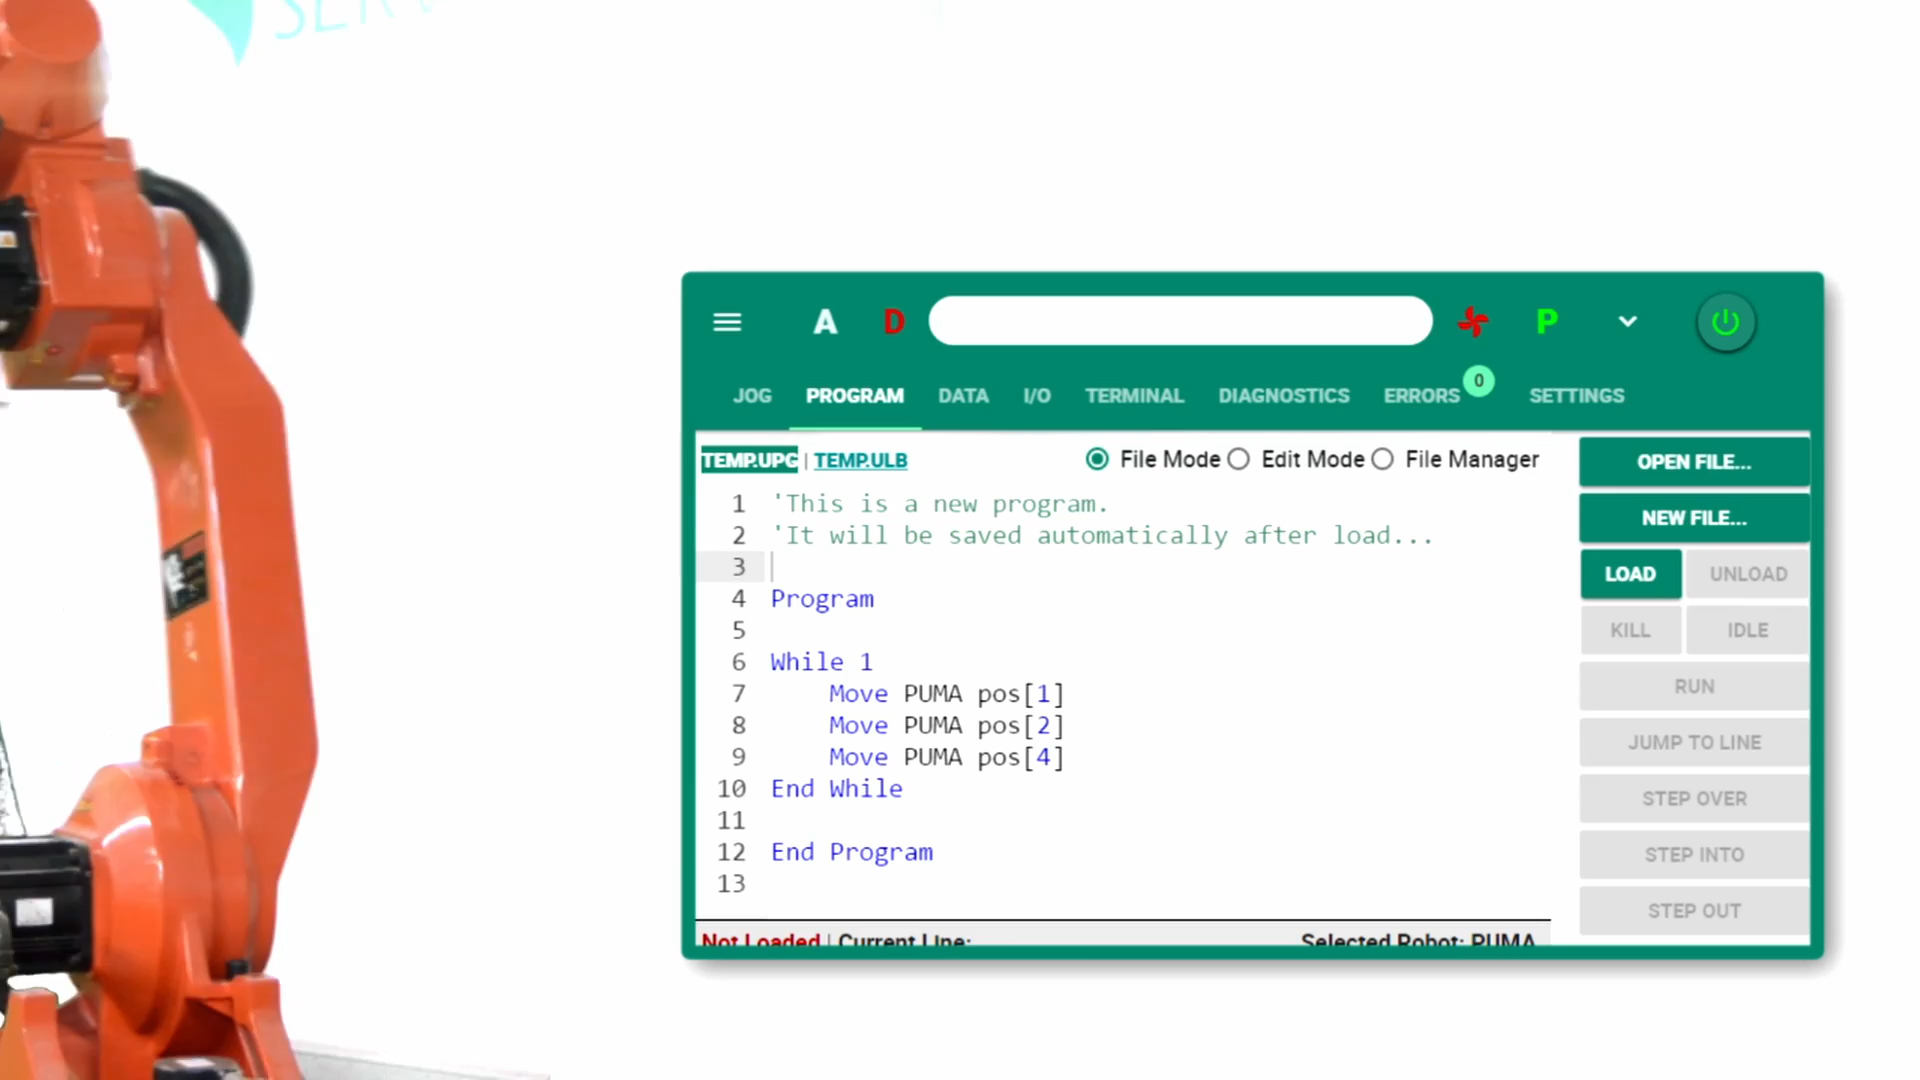 A D P
JOG PROGRAM DATA I/O TERMINAL DIAGNOSTICS ERRORS 0 SETTINGS
TEMP.UPG | TEMP.ULB File Mode Edit Mode File Manager
1 'This is a new program.
2 'It will be saved automatically after load...
3
4 Program
5
6 While 1
7 Move PUMA pos[1]
8 Move PUMA pos[2]
9 Move PUMA pos[4]
10 End While
11
12 End Program
13
Not Loaded | Current Line: Selected Robot: PUMA
OPEN FILE...
NEW FILE...
LOAD UNLOAD
KILL IDLE
RUN
JUMP TO LINE
STEP OVER
STEP INTO
STEP OUT